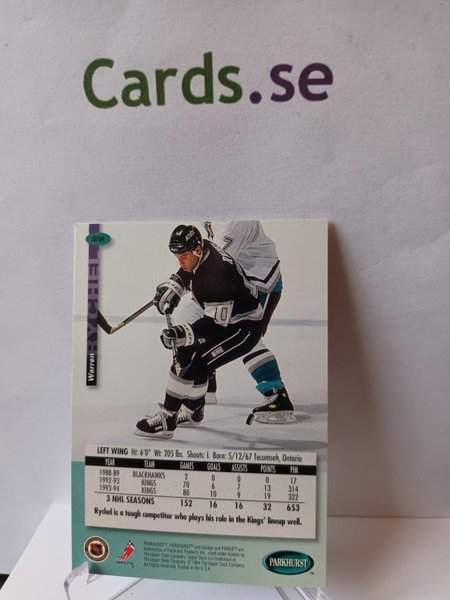 Cards.se
SE84
Warren
RYCHEL
10
LEFT WING Ht: 6'0" Wt: 205 lbs. Shoots: L Born: 5/12/67 Tecumseh, Ontario
YEAR TEAM GAMES GOALS ASSISTS POINTS PIM
1988-89 BLACKHAWKS 2 0 0 0 17
1992-93 KINGS 70 6 7 13 314
1993-94 KINGS 80 10 9 19 322
3 NHL SEASONS 152 16 16 32 653
Rychel is a tough competitor who plays his role in the Kings' lineup well.
NHLPA
PARKHURST